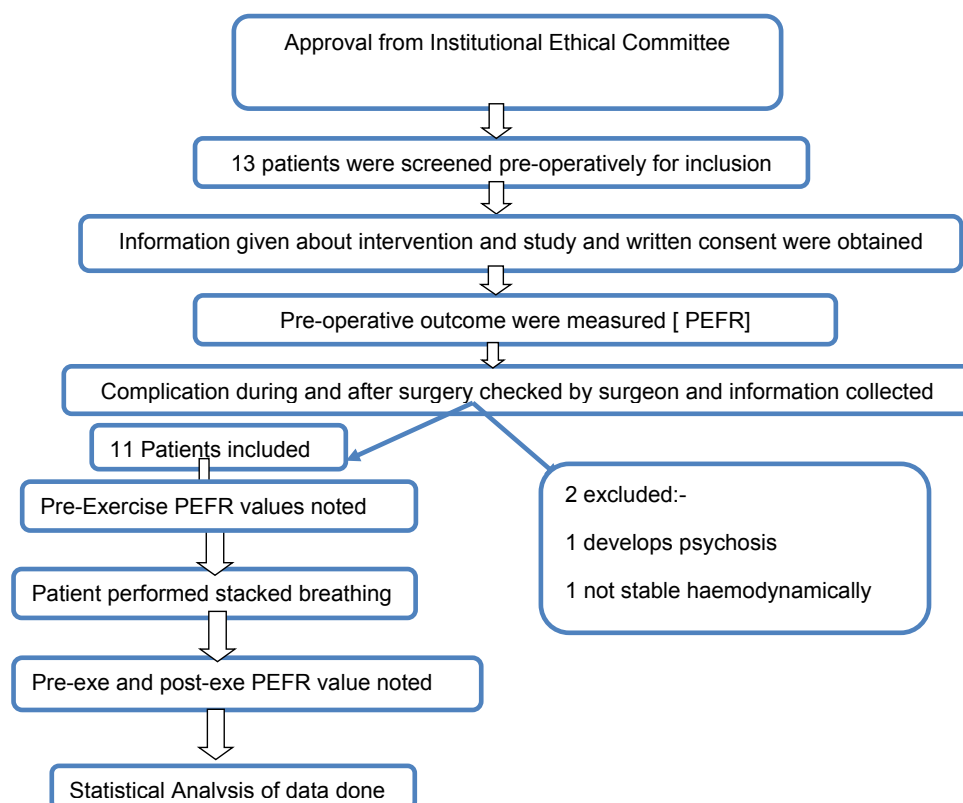 Approval from Institutional Ethical Committee
13 patients were screened pre-operatively for inclusion
Information given about intervention and study and written consent were obtained
Pre-operative outcome were measured [ PEFR]
Complication during and after surgery checked by surgeon and information collected
11 Patients included
Pre-Exercise PEFR values noted
Patient performed stacked breathing
Pre-exe and post-exe PEFR value noted
Statistical Analysis of data done
2 excluded:-
1 develops psychosis
1 not stable haemodynamically